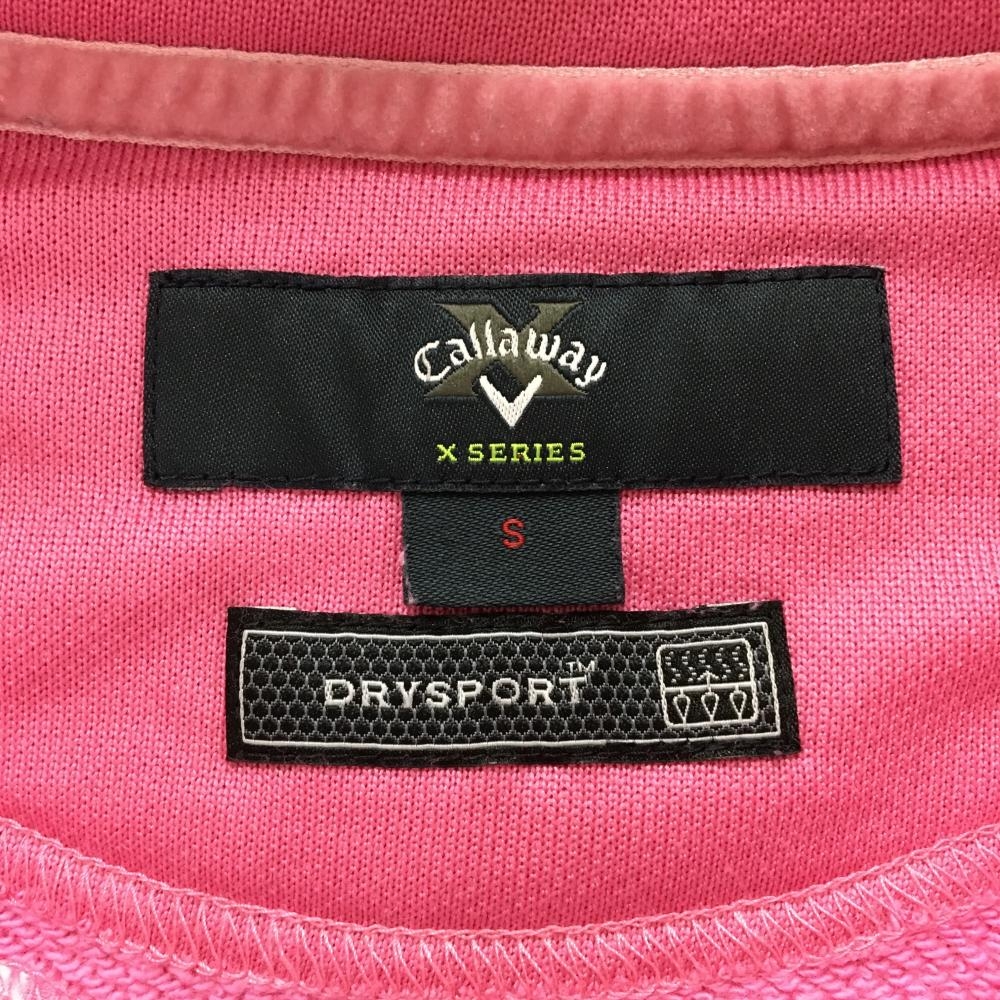 X
Callaway
X SERIES
S
DRYSPORT™